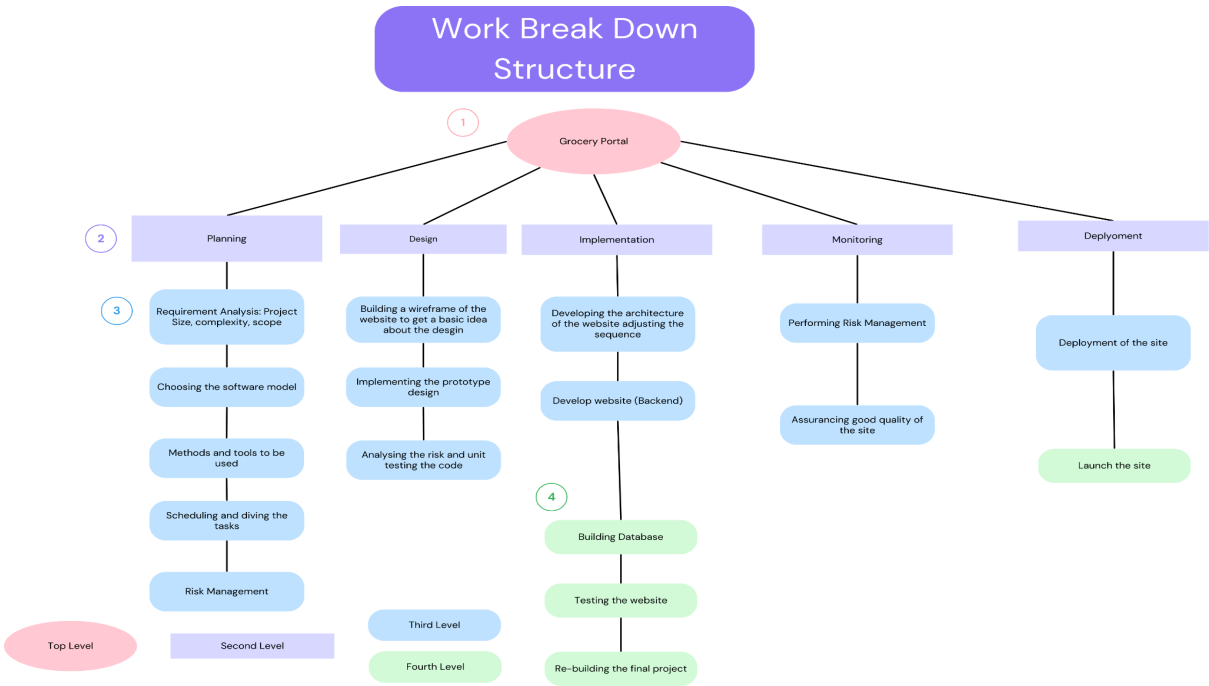 Work Break Down
Structure
1
Grocery Portal
2
Planning
Design
Implementation
Monitoring
Deplyoment
3
Requirement Analysis: Project
Size, complexity, scope
Choosing the software model
Methods and tools to be
used
Scheduling and diving the
tasks
Risk Management
Building a wireframe of the
website to get a basic idea
about the desgin
Implementing the prototype
design
Analysing the risk and unit
testing the code
Developing the architecture
of the website adjusting the
sequence
Develop website (Backend)
4
Building Database
Testing the website
Re-building the final project
Performing Risk Management
Assurancing good quality of
the site
Deployment of the site
Launch the site
Top Level
Second Level
Third Level
Fourth Level